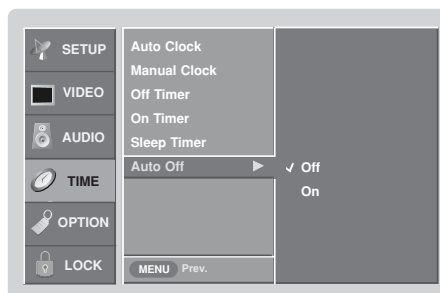 SETUP
VIDEO
AUDIO
TIME
OPTION
LOCK
Auto Clock
Manual Clock
Off Timer
On Timer
Sleep Timer
Auto Off
Off
On
MENU Prev.